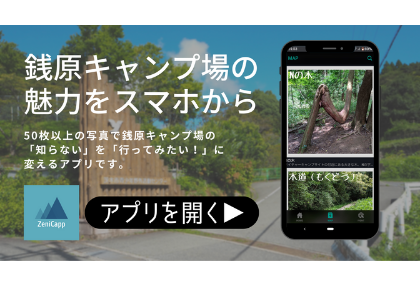 銭原キャンプ場の
魅力をスマホから
50枚以上の写真で銭原キャンプ場の
「知らない」を「行ってみたい！」に
変えるアプリです。
ZeniCapp
アプリを開く▶
MAP
Nの木
水道（もくどう）